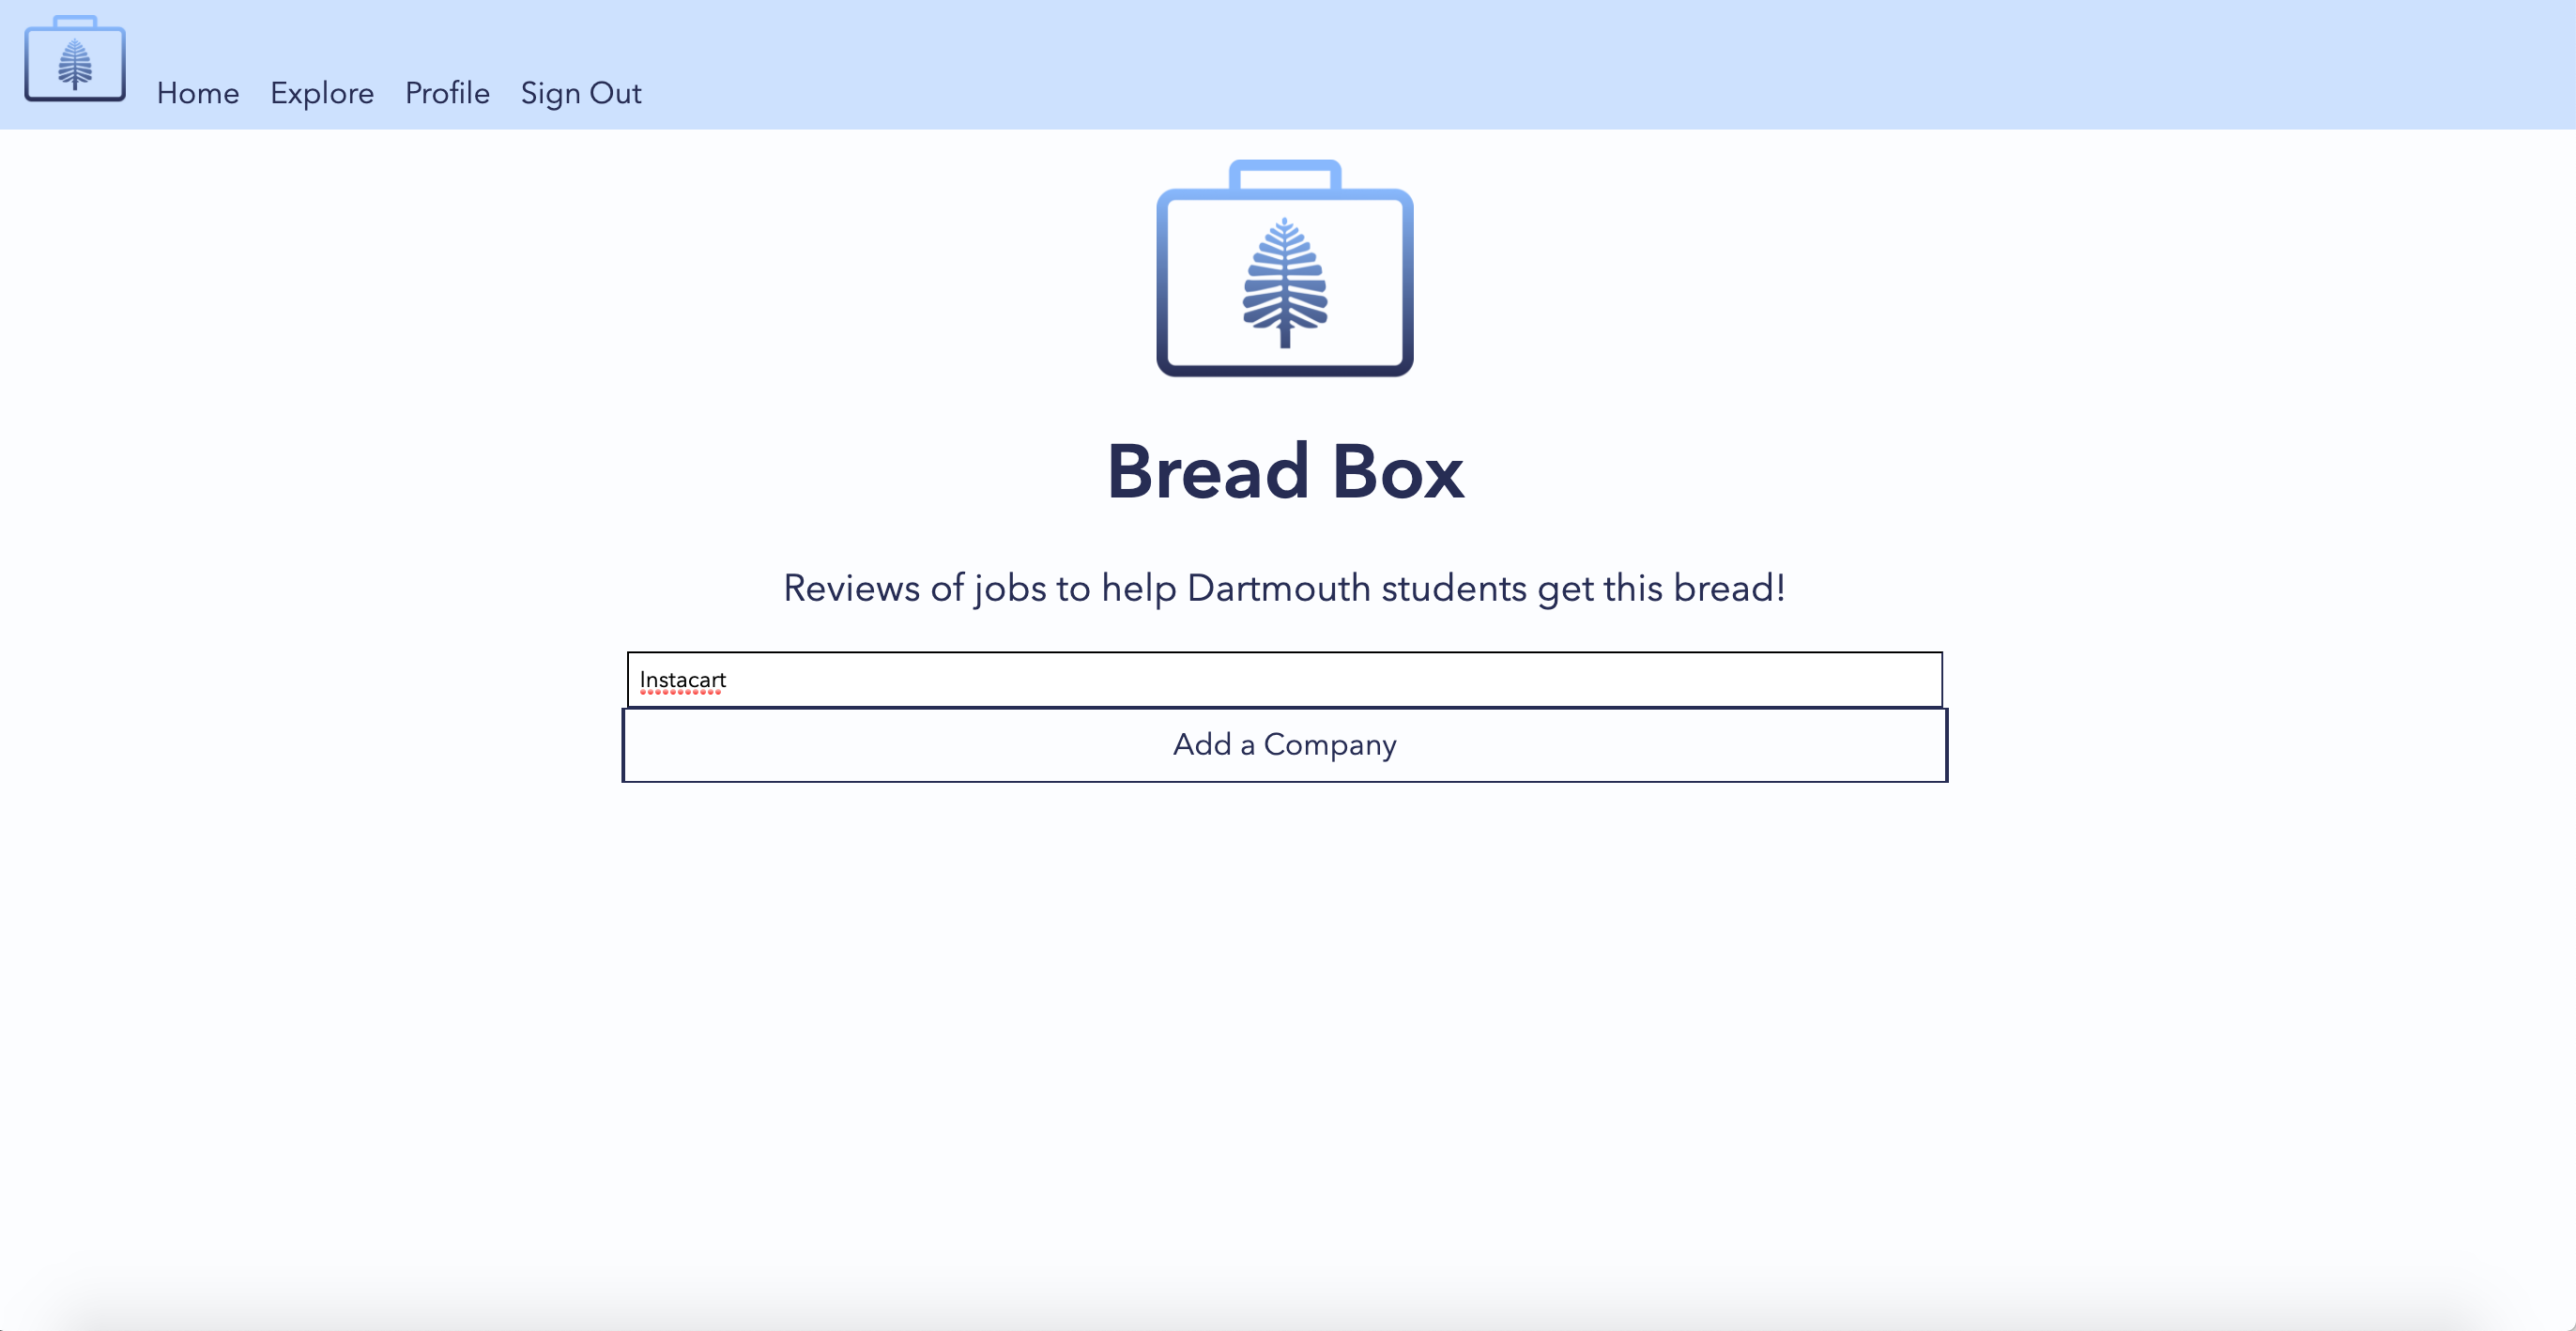 Home Explore Profile Sign Out
Bread Box
Reviews of jobs to help Dartmouth students get this bread!
Instacart
Add a Company